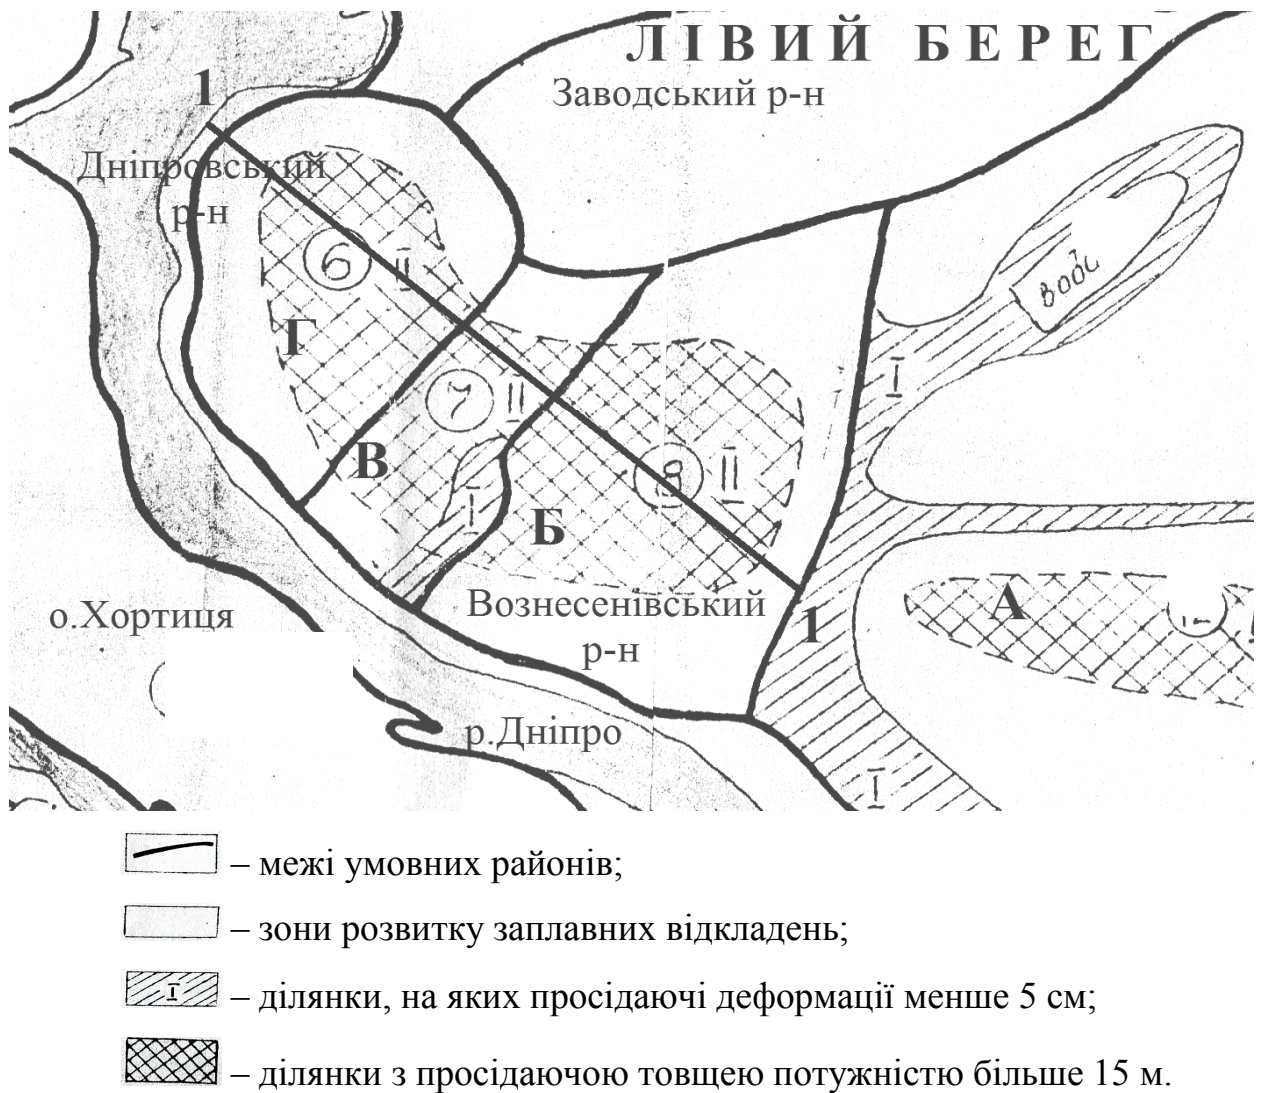 ЛІВИЙ БЕРЕГ
1
Заводський р-н
Дніпровський
р-н
6 II
водс
Г
I
7 II
В
8 II
I
Б
А
Вознесенівський
р-н
1
о.Хортиця
р.Дніпро
I
– межі умовних районів;
– зони розвитку заплавних відкладень;
I – ділянки, на яких просідаючі деформації менше 5 см;
– ділянки з просідаючою товщею потужністю більше 15 м.